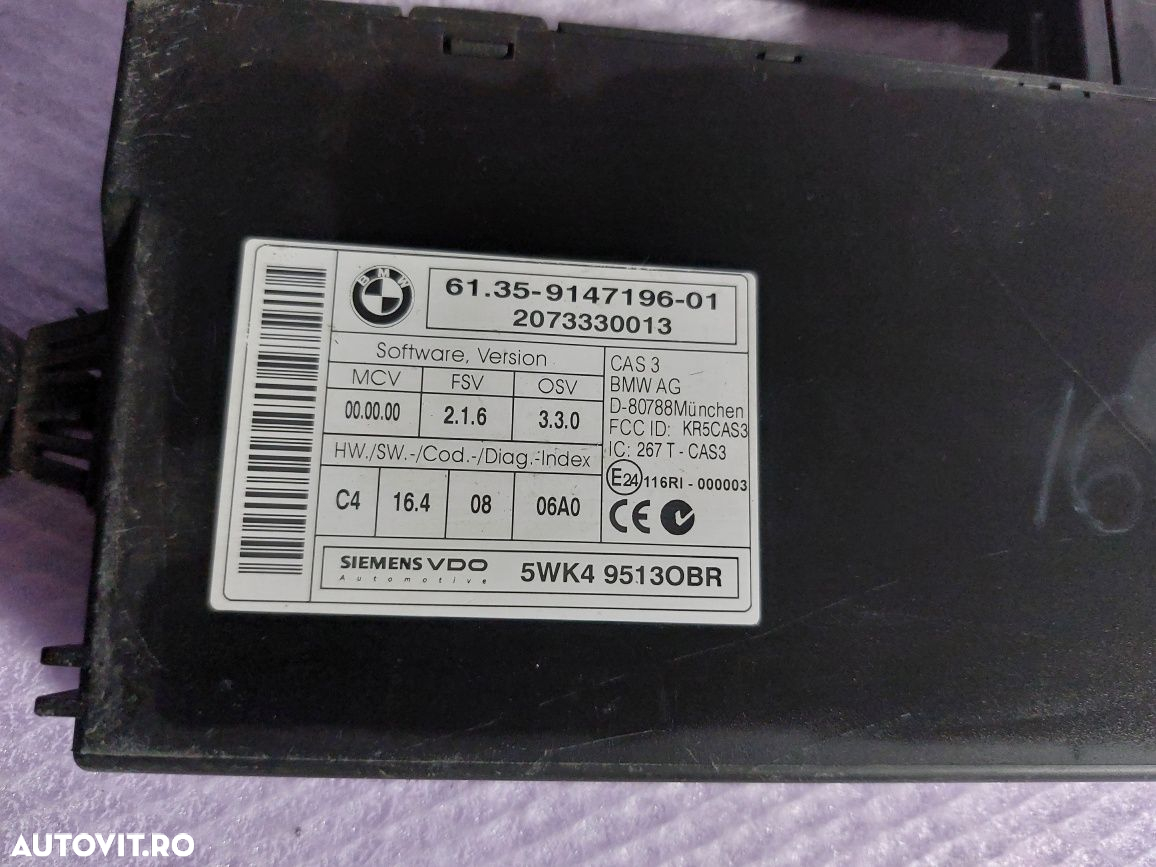 BMW
61.35-9147196-01
2073330013
Software, Version
MCV FSV OSV
00.00.00 2.1.6 3.3.0
HW./SW.-/Cod.-/Diag.-Index
C4 16.4 08 06A0
CAS 3
BMW AG
D-80788München
FCC ID: KR5CAS3
IC: 267 T - CAS3
E24 116RI - 000003
CE
SIEMENS VDO
Automotive
5WK4 9513OBR
16
AUTOVIT.RO